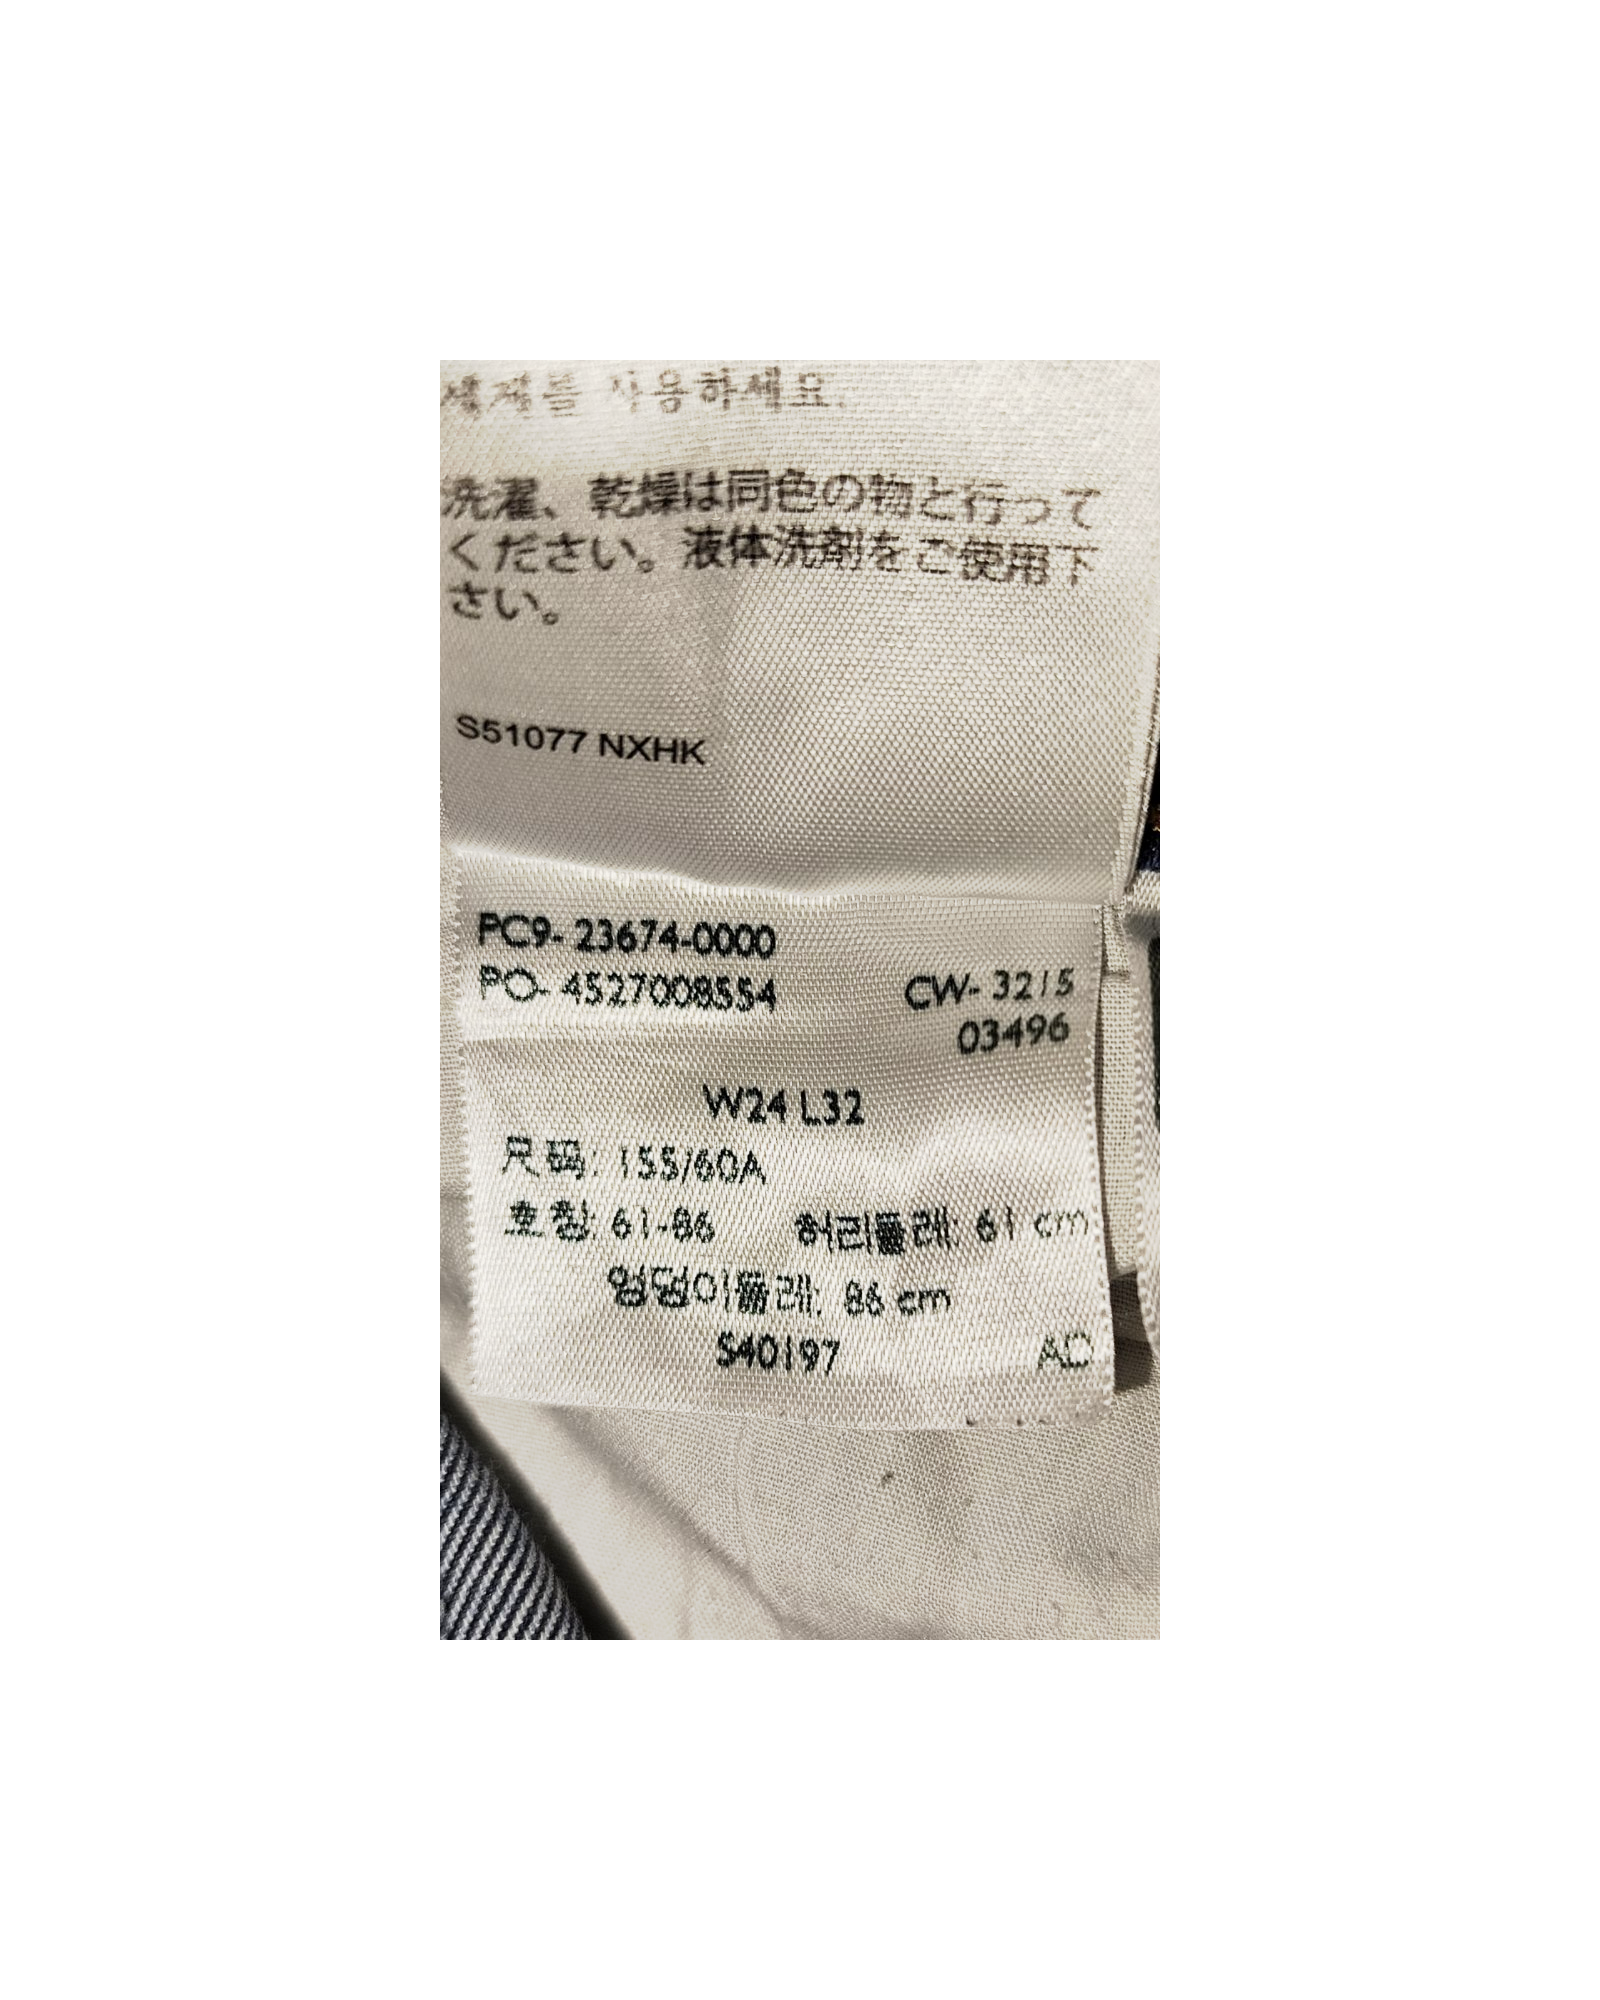 세제를 사용하세요.
洗濯、乾燥は同色の物と行って
ください。液体洗剤をご使用下
さい。
S51077 NXHK
PC9- 23674-0000
PO- 4527008554
CW- 3215
03496
W24 L32
尺码: 155/60A
호칭: 61-86 허리둘레: 61 cm
엉덩이둘레: 86 cm
S40197 AD